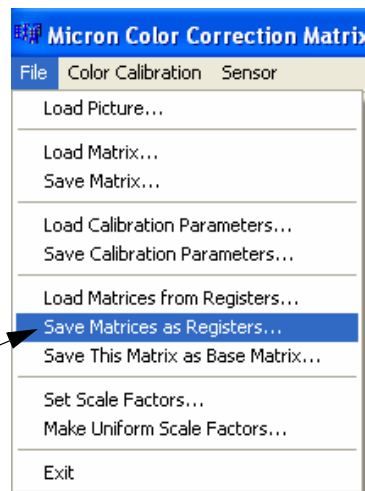 Micron Color Correction Matrix
File Color Calibration Sensor
Load Picture...
Load Matrix...
Save Matrix...
Load Calibration Parameters...
Save Calibration Parameters...
Load Matrices from Registers...
Save Matrices as Registers...
Save This Matrix as Base Matrix...
Set Scale Factors...
Make Uniform Scale Factors...
Exit